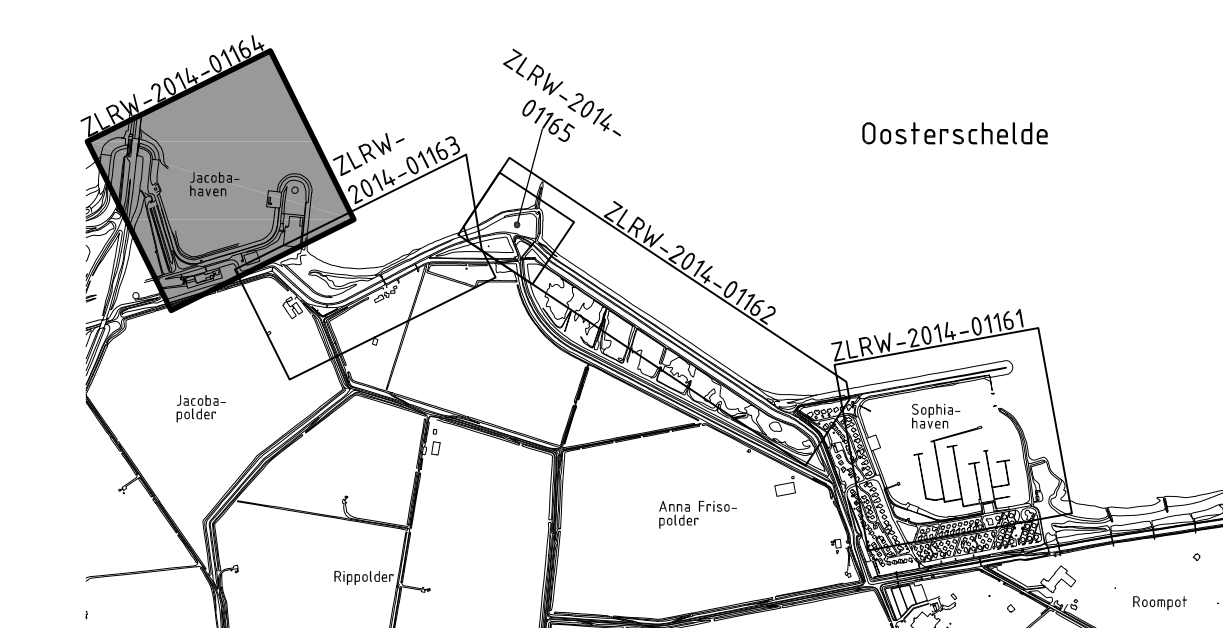 ZLRW-2014-01164
ZLRW-2014-
01165
Oosterschelde
ZLRW-
2014-01163
Jacoba-
haven
ZLRW-2014-01162
ZLRW-2014-01161
Jacoba-
polder
Sophia-
haven
Anna Friso-
polder
Rippolder
Roompot